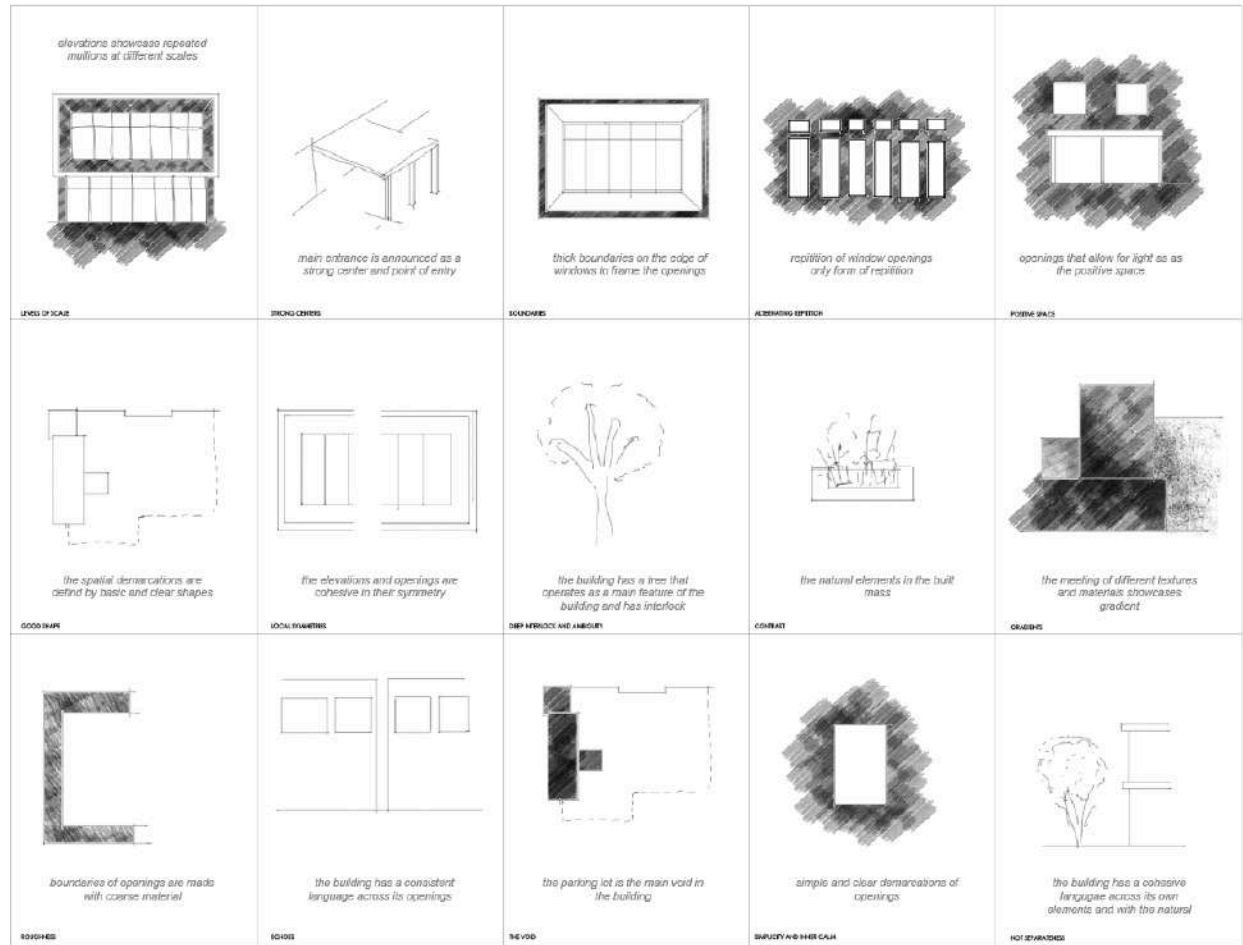 elevations showcase repeated
mullions at different scales
LEVELS OF SCALE
main entrance is announced as a
strong center and point of entry
STRONG CENTERS
thick boundaries on the edge of
windows to frame the openings
BOUNDARIES
repitition of window openings
only form of repitition
ALTERNATING REPITITION
openings that allow for light as as
the positive space
POSITIVE SPACE
the spatial demarcations are
defind by basic and clear shapes
GOOD SHAPE
the elevations and openings are
cohesive in their symmetry
LOCAL SYMMETRIES
the building has a tree that
operates as a main feature of the
building and has interlock
DEEP INTERLOCK AND AMBIGUITY
the natural elements in the built
mass
CONTRAST
the meeting of different textures
and materials showcases
gradient
GRADIENTS
boundaries of openings are made
with coarse material
ROUGHNESS
the building has a consistent
language across its openings
ECHOES
the parking lot is the main void in
the building
THE VOID
simple and clear demarcations of
openings
SIMPLICITY AND INNER CALM
the building has a cohesive
langugae across its own
elements and with the natural
NOT SEPARATENESS